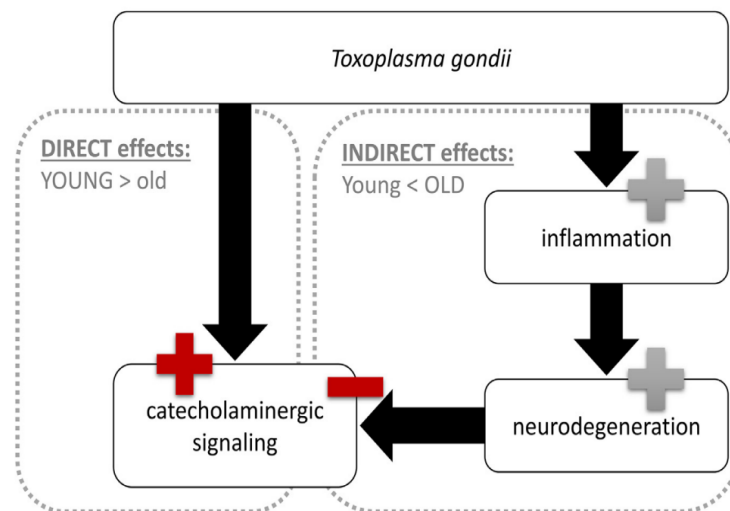 Toxoplasma gondii
DIRECT effects:
YOUNG > old
INDIRECT effects:
Young < OLD
inflammation
catecholaminergic
signaling
neurodegeneration